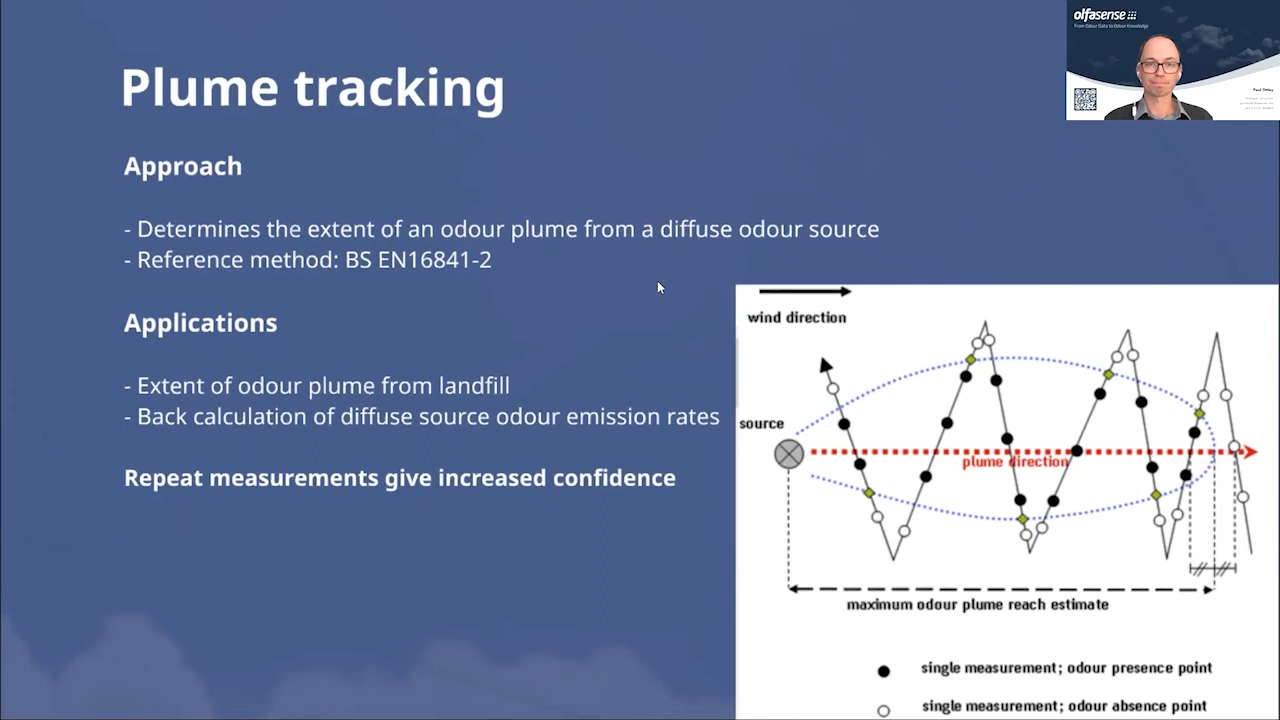 Plume tracking
olfasense
From Odour Data to Odour Knowledge
Approach
- Determines the extent of an odour plume from a diffuse odour source
- Reference method: BS EN16841-2
Applications
- Extent of odour plume from landfill
- Back calculation of diffuse source odour emission rates
Repeat measurements give increased confidence
wind direction
source
plume direction
maximum odour plume reach estimate
single measurement; odour presence point
single measurement; odour absence point